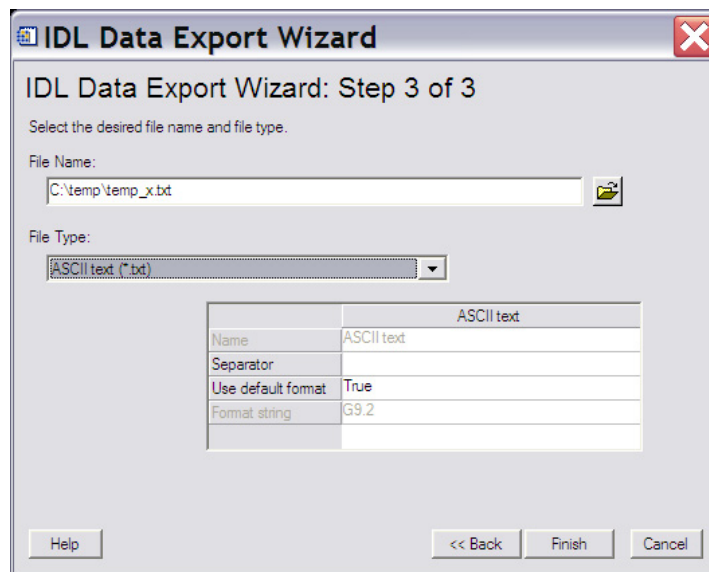 IDL Data Export Wizard
IDL Data Export Wizard: Step 3 of 3
Select the desired file name and file type.
File Name:
C:\temp\temp_x.txt
File Type:
ASCII text (*.txt)
ASCII text
Name ASCII text
Separator
Use default format True
Format string G9.2
Help << Back Finish Cancel